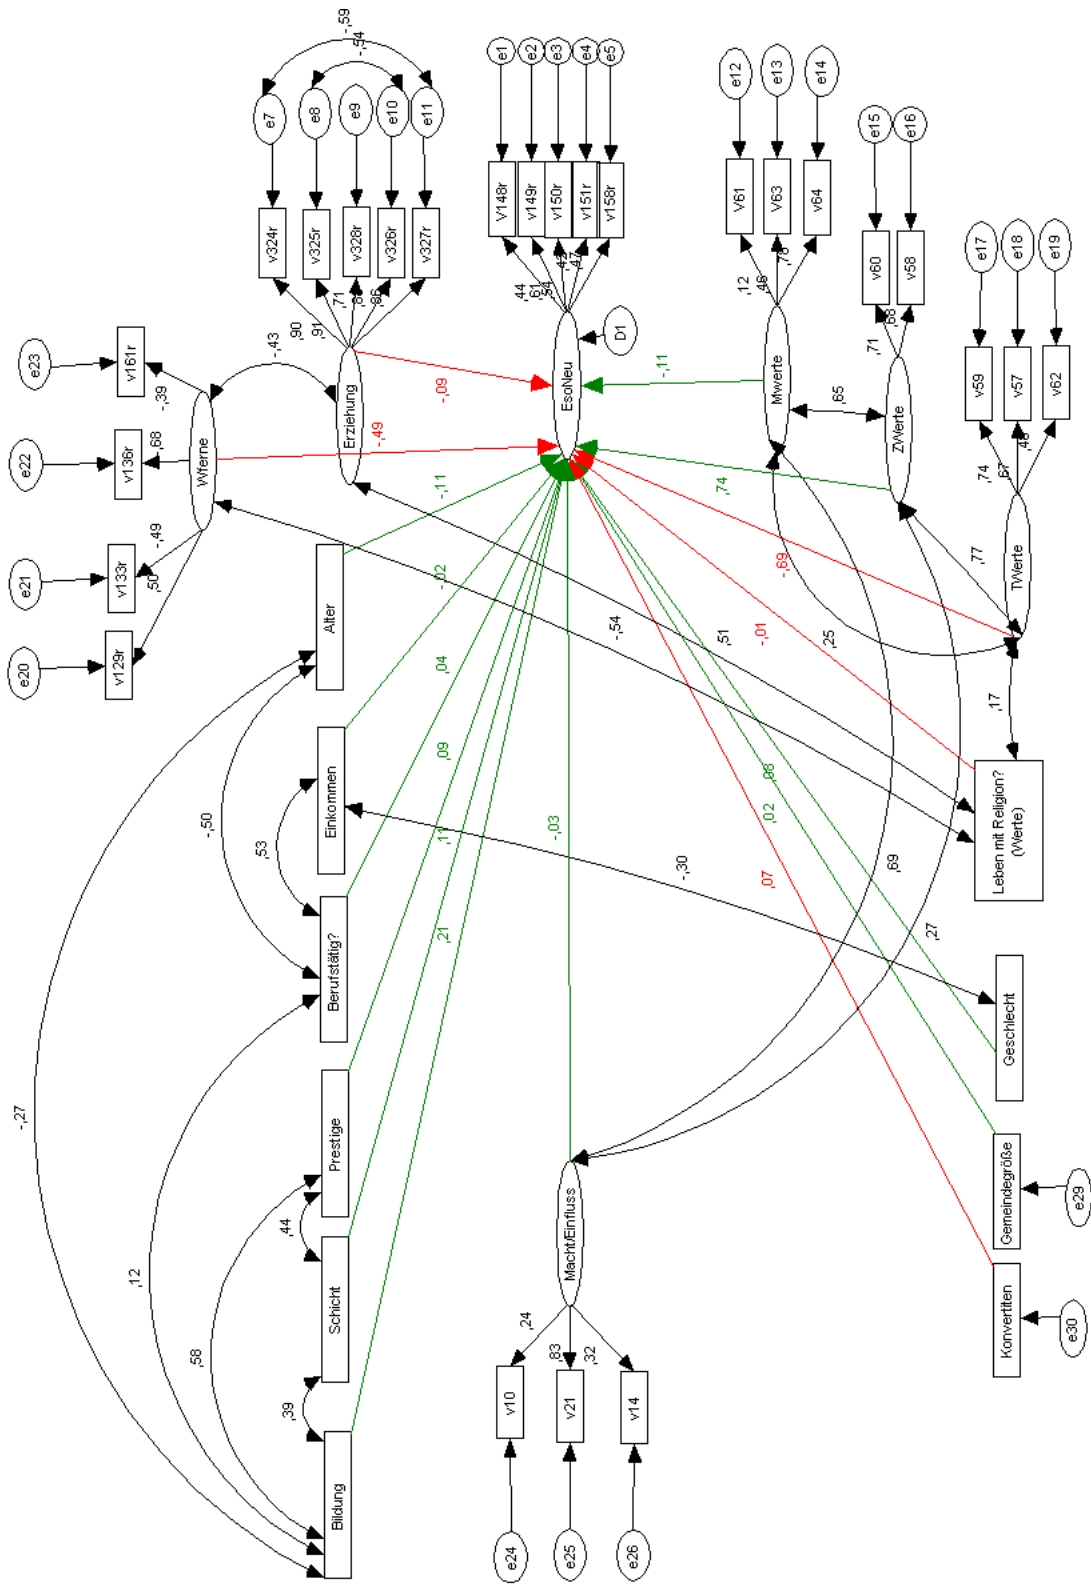 -,27
,12
-,50
,58
,39
,44
,53
Bildung
Schicht
Prestige
Berufstätig?
Einkommen
Alter
e20
e21
e22
e23
v129r
v133r
v136r
v161r
,50
-,49
-,68
-,39
Wferne
-,43
e7
e8
e9
e10
e11
-,59
-,54
v324r
v325r
v328r
v326r
v327r
,90
,91
,71
,86
Erziehung
-,49
-,09
-,11
-,02
,04
,09
,11
,21
-,03
e24
e25
e26
v10
v21
v14
,24
,83
,32
Macht/Einfluss
EsoNeu
D1
,44
,61
,54
,42
,47
V148r
v149r
v150r
v151r
v158r
e1
e2
e3
e4
e5
-,11
,74
-,69
-,01
,08
,02
,07
-,54
,51
,25
-,30
,69
,27
Mwerte
,12
,46
,78
V61
V63
v64
e12
e13
e14
,65
ZWerte
,71
,68
v60
v58
e15
e16
,77
TWerte
,74
,67
,48
v59
v57
v62
e17
e18
e19
,17
Leben mit Religion?
(Werte)
Geschlecht
Gemeindegröße
Konvertiten
e29
e30